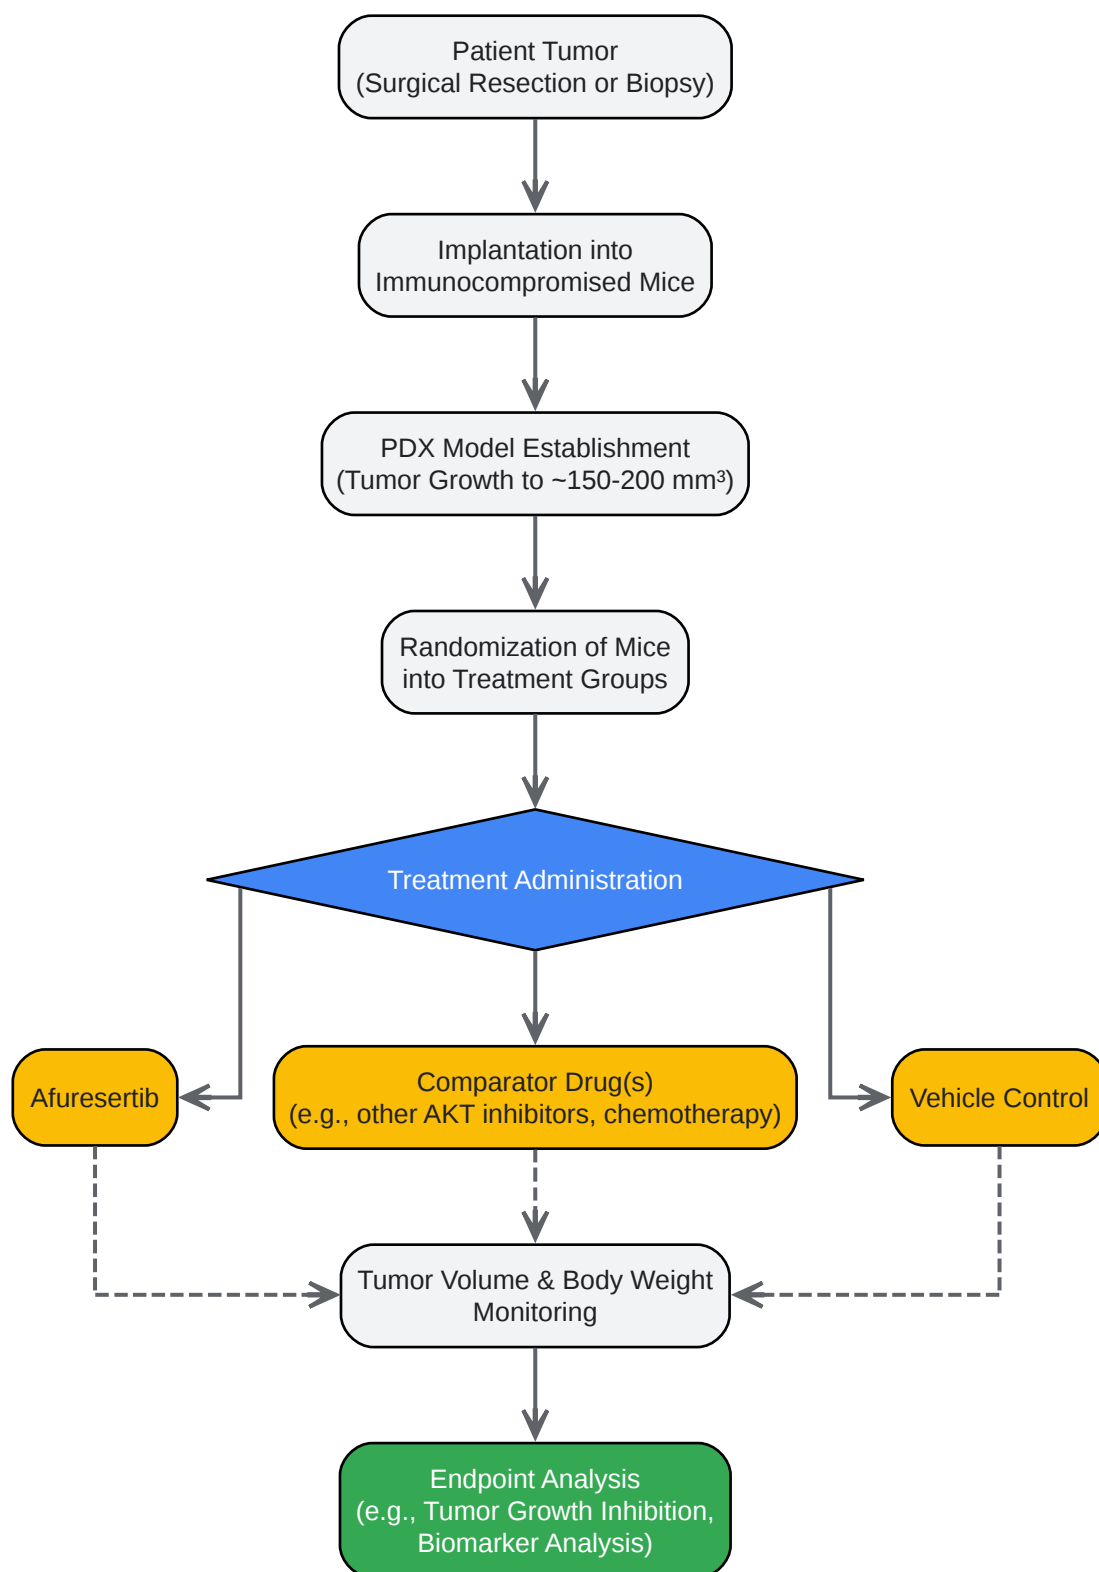 Patient Tumor
(Surgical Resection or Biopsy)
Implantation into
Immunocompromised Mice
PDX Model Establishment
(Tumor Growth to ~150-200 mm³)
Randomization of Mice
into Treatment Groups
Treatment Administration
Afuresertib
Comparator Drug(s)
(e.g., other AKT inhibitors, chemotherapy)
Vehicle Control
Tumor Volume & Body Weight
Monitoring
Endpoint Analysis
(e.g., Tumor Growth Inhibition,
Biomarker Analysis)